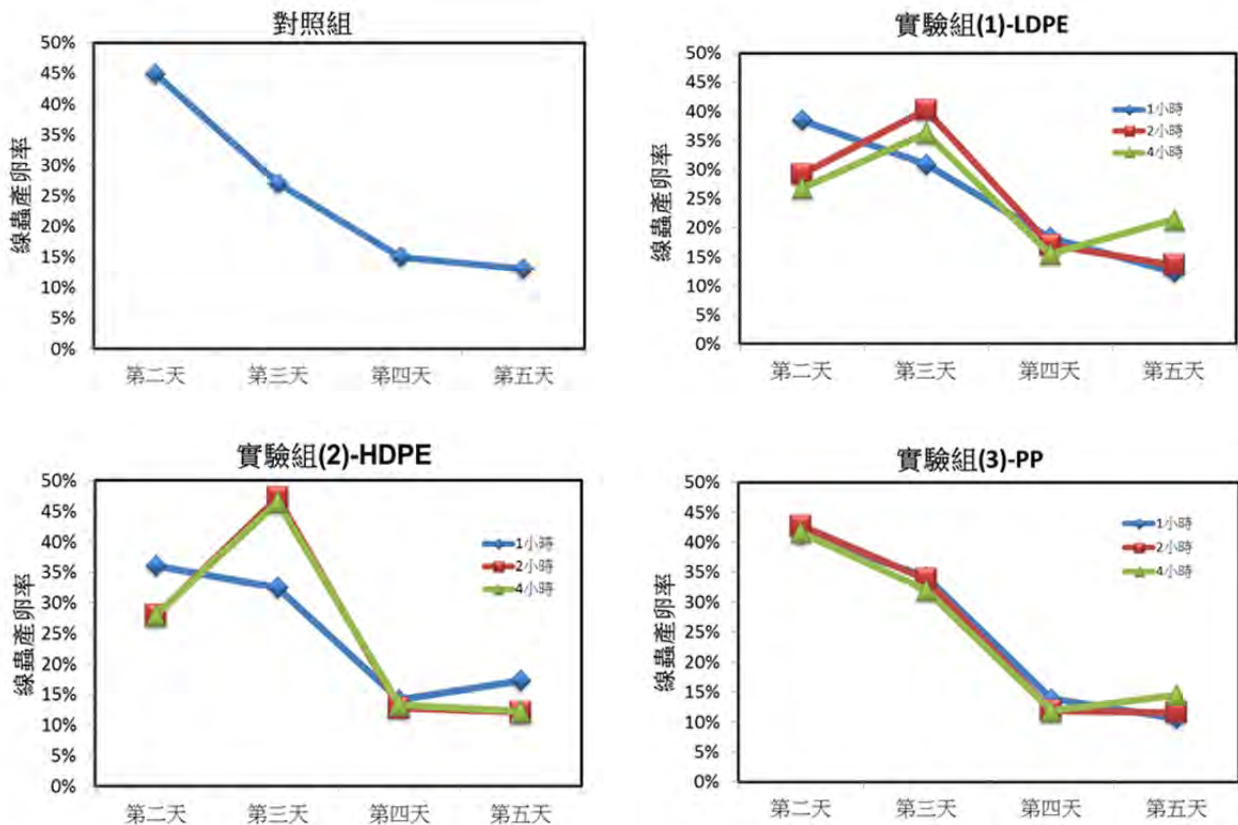 對照組
50%
45%
40%
35%
30%
25%
20%
15%
10%
5%
0%
線蟲產卵率
第二天 第三天 第四天 第五天
實驗組(1)-LDPE
50%
45%
40%
35%
30%
25%
20%
15%
10%
5%
0%
線蟲產卵率
1小時
2小時
4小時
第二天 第三天 第四天 第五天
實驗組(2)-HDPE
50%
45%
40%
35%
30%
25%
20%
15%
10%
5%
0%
線蟲產卵率
1小時
2小時
4小時
第二天 第三天 第四天 第五天
實驗組(3)-PP
50%
45%
40%
35%
30%
25%
20%
15%
10%
5%
0%
線蟲產卵率
1小時
2小時
4小時
第二天 第三天 第四天 第五天